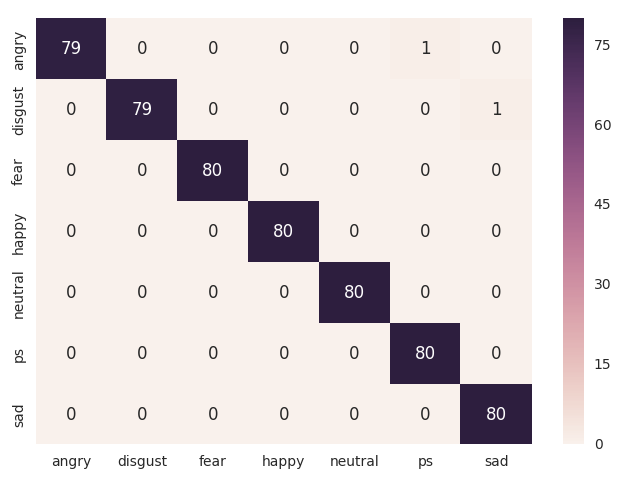 angry 79 0 0 0 0 1 0
disgust 0 79 0 0 0 0 1
fear 0 0 80 0 0 0 0
happy 0 0 0 80 0 0 0
neutral 0 0 0 0 80 0 0
ps 0 0 0 0 0 80 0
sad 0 0 0 0 0 0 80
angry disgust fear happy neutral ps sad
75
60
45
30
15
0